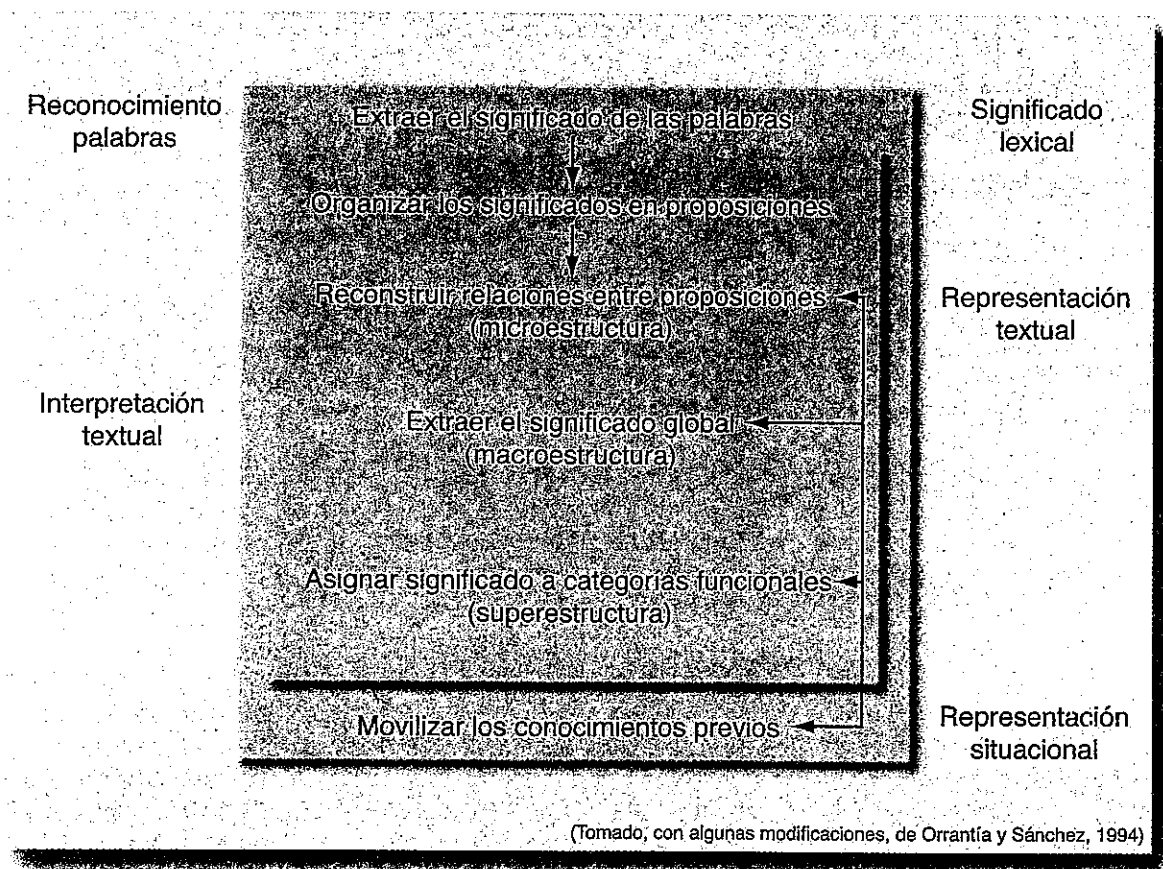 Reconocimiento
palabras
Extraer el significado de las palabras
Significado
lexical
Organizar los significados en proposiciones
Reconstruir relaciones entre proposiciones
(microestructura)
Representación
textual
Interpretación
textual
Extraer el significado global
(macroestructura)
Asignar significado a categorías funcionales
(superestructura)
Movilizar los conocimientos previos
Representación
situacional
(Tomado, con algunas modificaciones, de Orrantía y Sánchez, 1994)